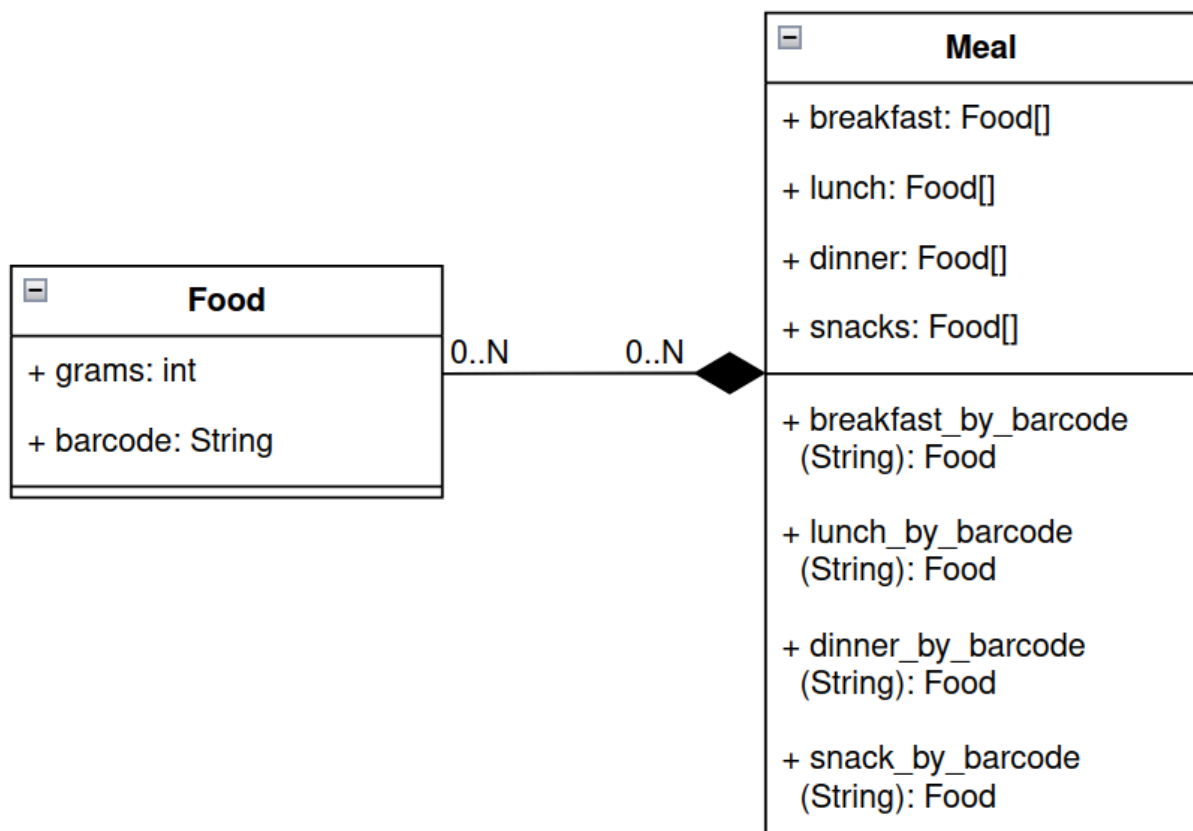 Food
+ grams: int
+ barcode: String
0..N
0..N
Meal
+ breakfast: Food[]
+ lunch: Food[]
+ dinner: Food[]
+ snacks: Food[]
+ breakfast_by_barcode
(String): Food
+ lunch_by_barcode
(String): Food
+ dinner_by_barcode
(String): Food
+ snack_by_barcode
(String): Food